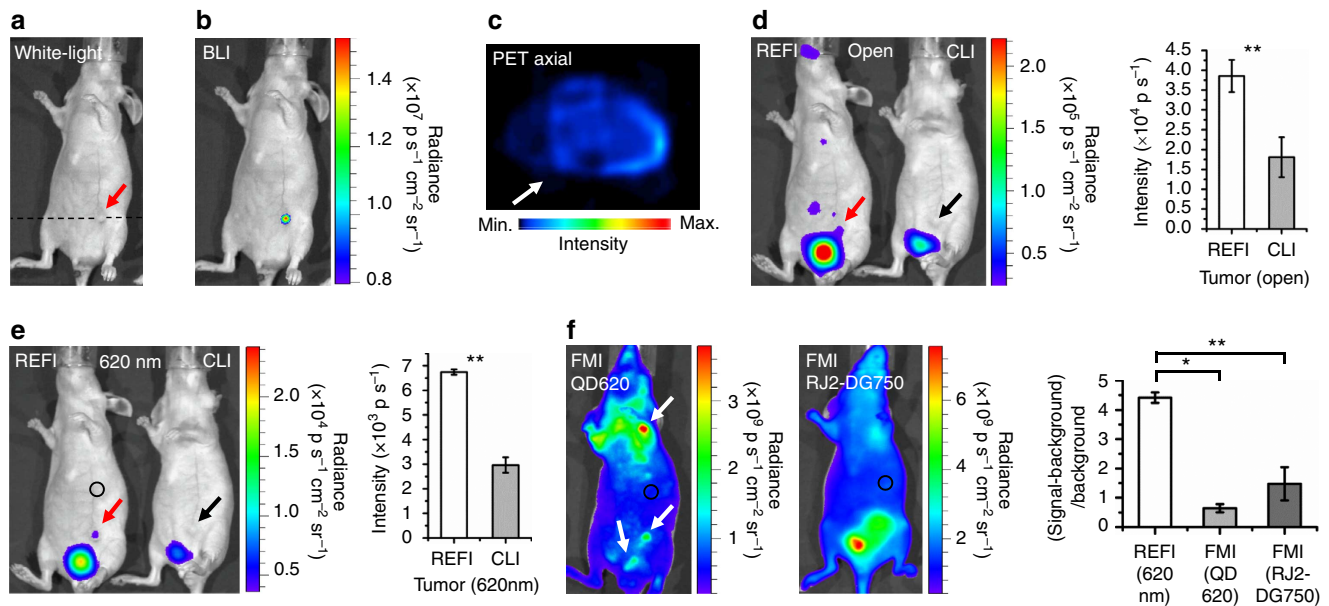 a
White-light
b
BLI
1.4
1.2
1.0
0.8
Radiance
(×10⁷ p s⁻¹ cm⁻² sr⁻¹)
c
PET axial
Min.
Max.
Intensity
d
REFI
Open
CLI
2.0
1.5
1.0
0.5
Radiance
(×10⁵ p s⁻¹ cm⁻² sr⁻¹)
Intensity (×10⁴ p s⁻¹)
4.5
4.0
3.5
3.0
2.5
2.0
1.5
1.0
0.5
0.0
**
REFI
CLI
Tumor (open)
e
REFI
620 nm
CLI
2.0
1.5
1.0
0.5
Radiance
(×10⁴ p s⁻¹ cm⁻² sr⁻¹)
Intensity (×10³ p s⁻¹)
7
6
5
4
3
2
1
0
**
REFI
CLI
Tumor (620nm)
f
FMI
QD620
3
2
1
Radiance
(×10⁹ p s⁻¹ cm⁻² sr⁻¹)
FMI
RJ2-DG750
6
4
2
Radiance
(×10⁹ p s⁻¹ cm⁻² sr⁻¹)
(Signal-background)
/background
5
4
3
2
1
0
**
*
REFI
(620
nm)
FMI
(QD
620)
FMI
(RJ2-
DG750)